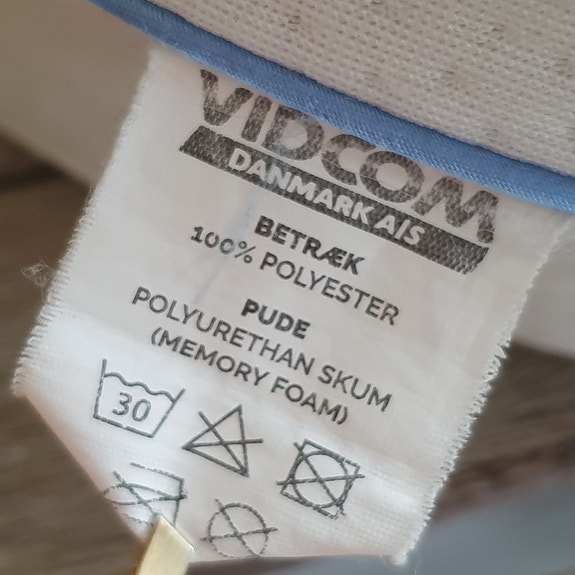 VIDCOM
DANMARK A/S
BETRÆK
100% POLYESTER
PUDE
POLYURETHAN SKUM
(MEMORY FOAM)
30